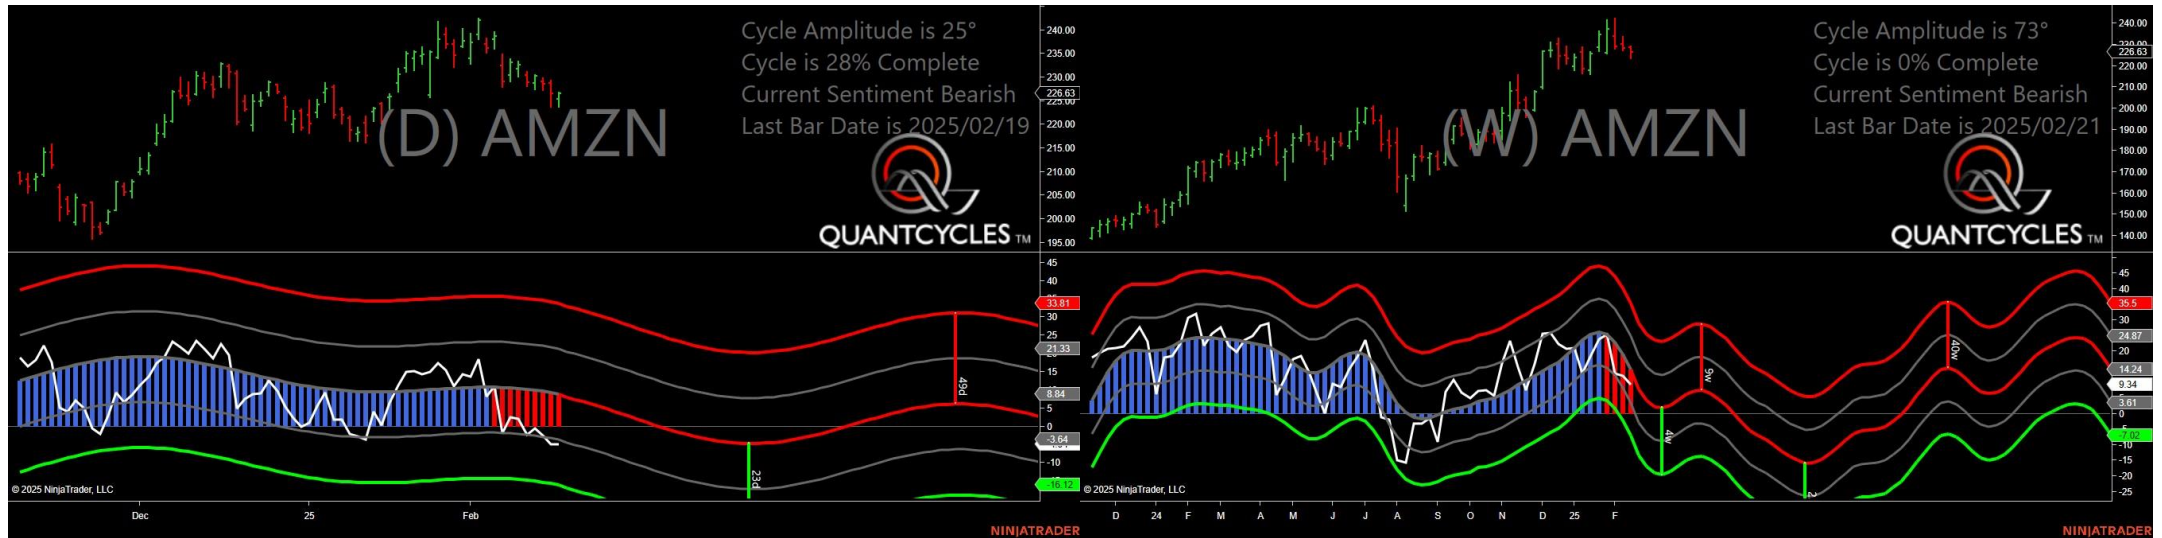 Cycle Amplitude is 25°
Cycle is 28% Complete
Current Sentiment Bearish
Last Bar Date is 2025/02/19
(D) AMZN
QUANTCYCLES TM
240.00
235.00
230.00
226.63
225.00
220.00
215.00
210.00
205.00
200.00
195.00
45
40
33.81
30
25
21.33
15
8.84
5
0
-3.64
-10
-16.12
49d
23d
© 2025 NinjaTrader, LLC
Dec
25
Feb
NINJATRADER
Cycle Amplitude is 73°
Cycle is 0% Complete
Current Sentiment Bearish
Last Bar Date is 2025/02/21
(W) AMZN
QUANTCYCLES TM
240.00
230.00
226.63
220.00
210.00
200.00
190.00
180.00
170.00
160.00
150.00
140.00
45
40
35.5
30
24.87
20
14.24
9.34
3.61
0
-7.02
-10
-15
-20
-25
9w
4w
40w
2
© 2025 NinjaTrader, LLC
D
24
F
M
A
M
J
J
A
S
O
N
D
25
F
NINJATRADER